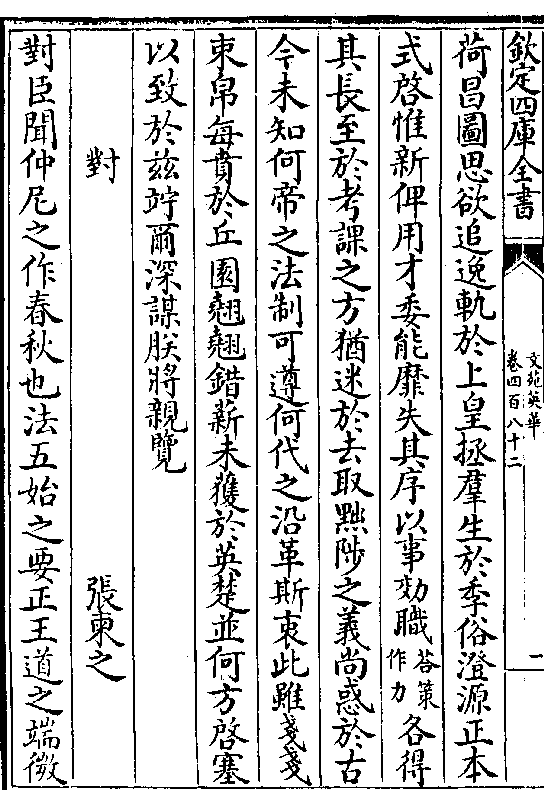 欽定四庫全書
文苑英華
卷四百八十二
一
荷昌圖思欲追逸軌於上皇拯羣生於季俗澄源正本
式啓惟新俾用才委能靡失其序以事効職答策作力各得
其長至於考課之方猶迷於去取黜陟之義尚惑於古
今未知何帝之法制可遵何代之沿革斯衷此雖戔戔
束帛每賁於丘園翹翹錯薪未獲於英楚並何方啓塞
以致於兹竚爾深謀朕將親覽
對
張柬之
對臣聞仲尼之作春秋也法五始之要正王道之端微